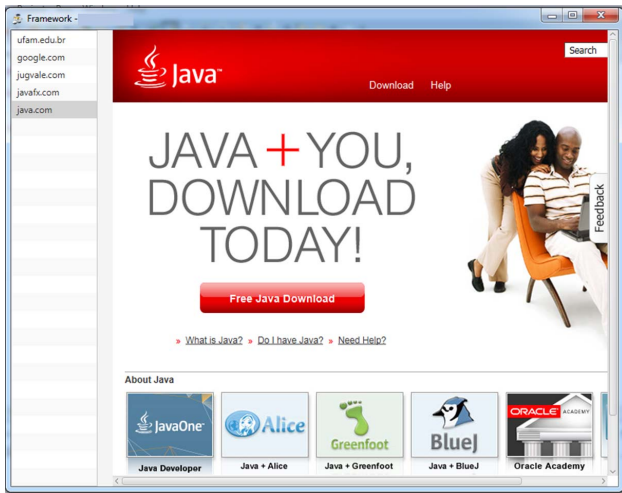 Framework -
ufam.edu.br
google.com
jugvale.com
javafx.com
java.com
Search
Java™
Download Help
JAVA + YOU,
DOWNLOAD
TODAY!
Feedback
Free Java Download
» What is Java? » Do I have Java? » Need Help?
About Java
JavaOne™
Alice
Greenfoot
BlueJ
ORACLE ACADEMY
Java Developer
Java + Alice
Java + Greenfoot
Java + BlueJ
Oracle Academy